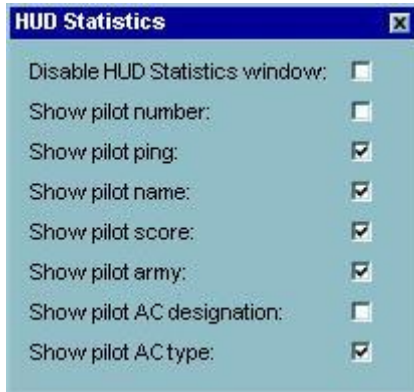 HUD Statistics
Disable HUD Statistics window:
Show pilot number:
Show pilot ping:
Show pilot name:
Show pilot score:
Show pilot army:
Show pilot AC designation:
Show pilot AC type: